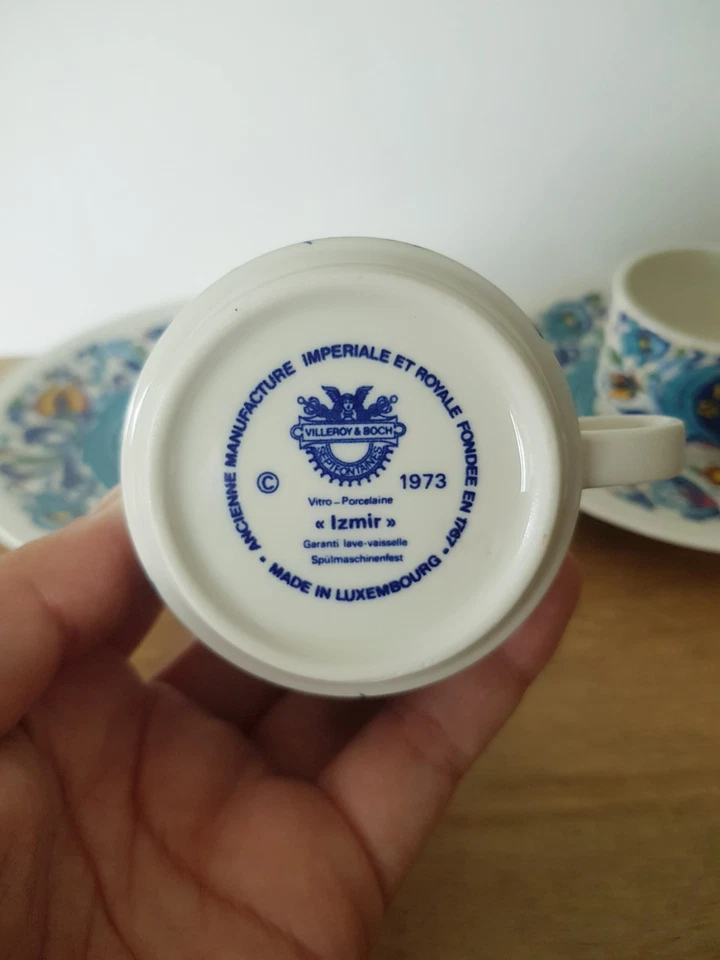 ANCIENNE MANUFACTURE IMPERIALE ET ROYALE FONDEE EN 1767
VILLEROY & BOCH
SEPTFONTAINES
© 1973
Vitro-Porcelaine
« Izmir »
Garanti lave-vaisselle
Spülmaschinenfest
• MADE IN LUXEMBOURG •